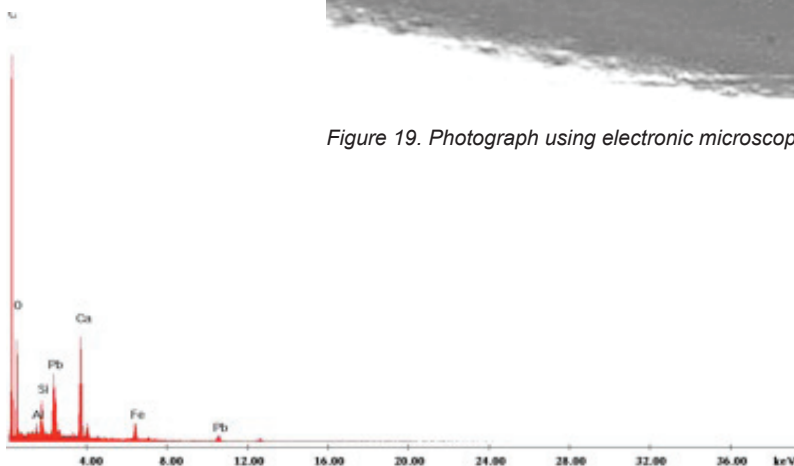 Figure 19. Photograph using electronic microscop
O
Ca
Pb
Si
Al
Fe
Pb
4.00 8.00 12.00 16.00 20.00 24.00 28.00 32.00 36.00 keV